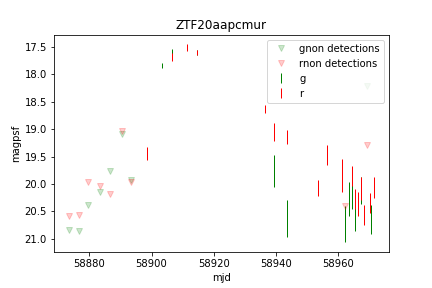 ZTF20aapcmur
gnon detections
rnon detections
g
r
magpsf
17.5
18.0
18.5
19.0
19.5
20.0
20.5
21.0
58880
58900
58920
58940
58960
mjd